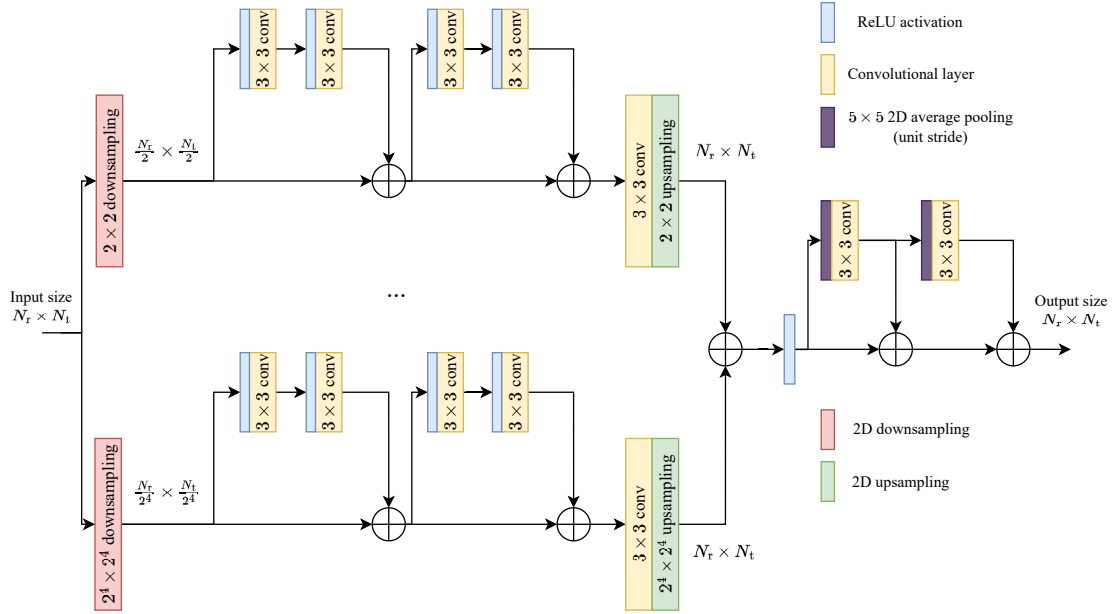 3 × 3 conv
3 × 3 conv
3 × 3 conv
3 × 3 conv
ReLU activation
Convolutional layer
5 × 5 2D average pooling
(unit stride)
2 × 2 downsampling
N_r/2 × N_t/2
3 × 3 conv
2 × 2 upsampling
N_r × N_t
3 × 3 conv
3 × 3 conv
Input size
N_r × N_t
...
Output size
N_r × N_t
3 × 3 conv
3 × 3 conv
3 × 3 conv
3 × 3 conv
2^4 × 2^4 downsampling
N_r/2^4 × N_t/2^4
3 × 3 conv
2^4 × 2^4 upsampling
N_r × N_t
2D downsampling
2D upsampling